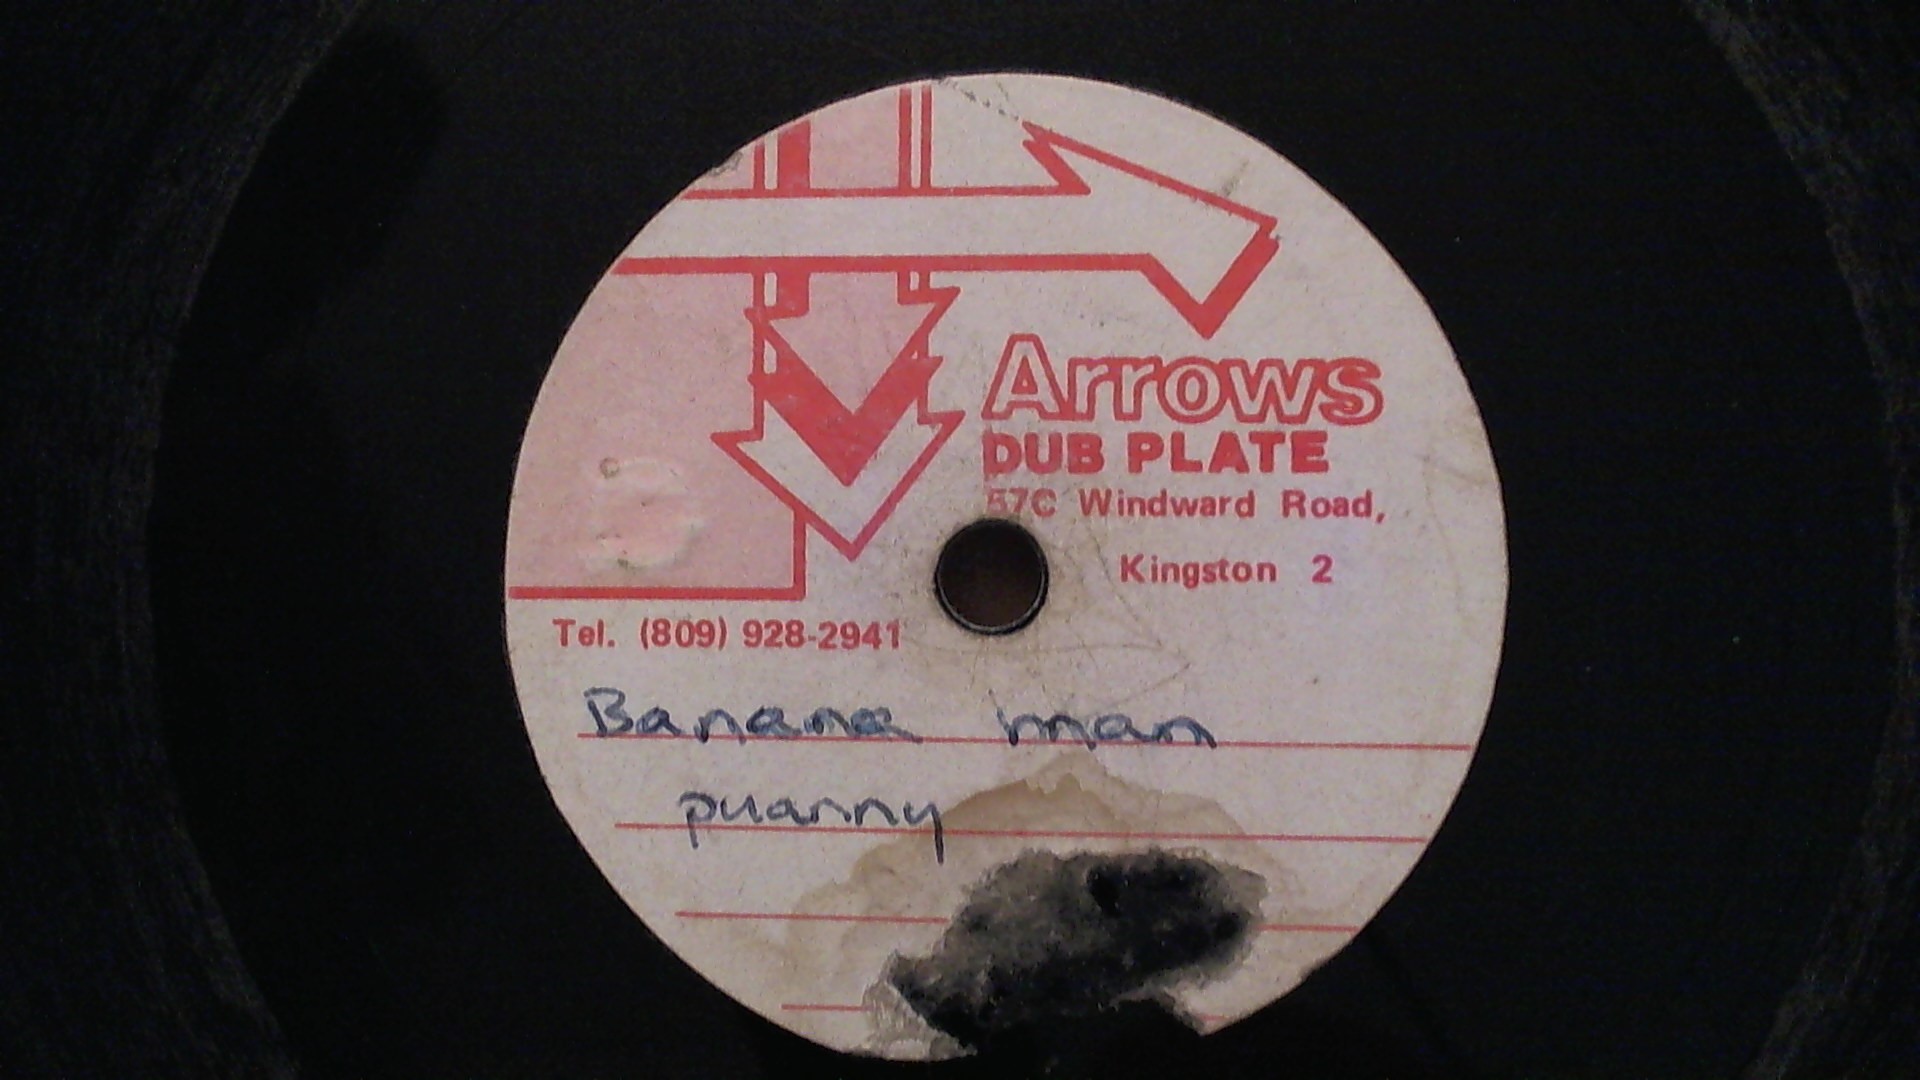 Arrows
DUB PLATE
57C Windward Road,
Kingston 2
Tel. (809) 928-2941
Banana man
puanny